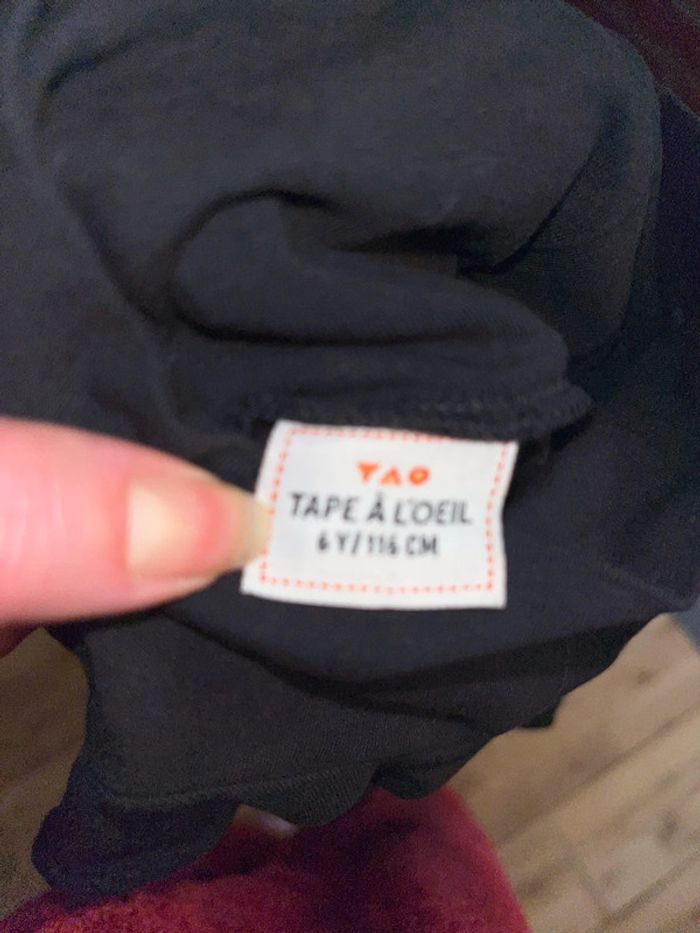 TAO
TAPE À L'OEIL
6 Y / 116 CM